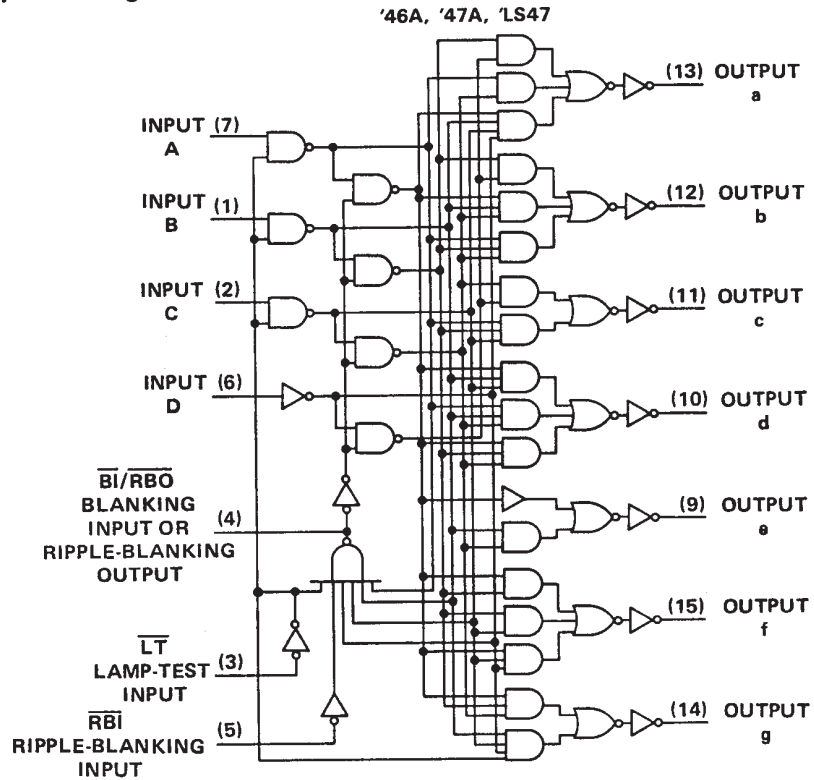 '46A, '47A, 'LS47
INPUT A (7)
INPUT B (1)
INPUT C (2)
INPUT D (6)
BI/RBO
BLANKING
INPUT OR (4)
RIPPLE-BLANKING
OUTPUT
LT
LAMP-TEST (3)
INPUT
RBI
RIPPLE-BLANKING (5)
INPUT
(13) OUTPUT a
(12) OUTPUT b
(11) OUTPUT c
(10) OUTPUT d
(9) OUTPUT e
(15) OUTPUT f
(14) OUTPUT g